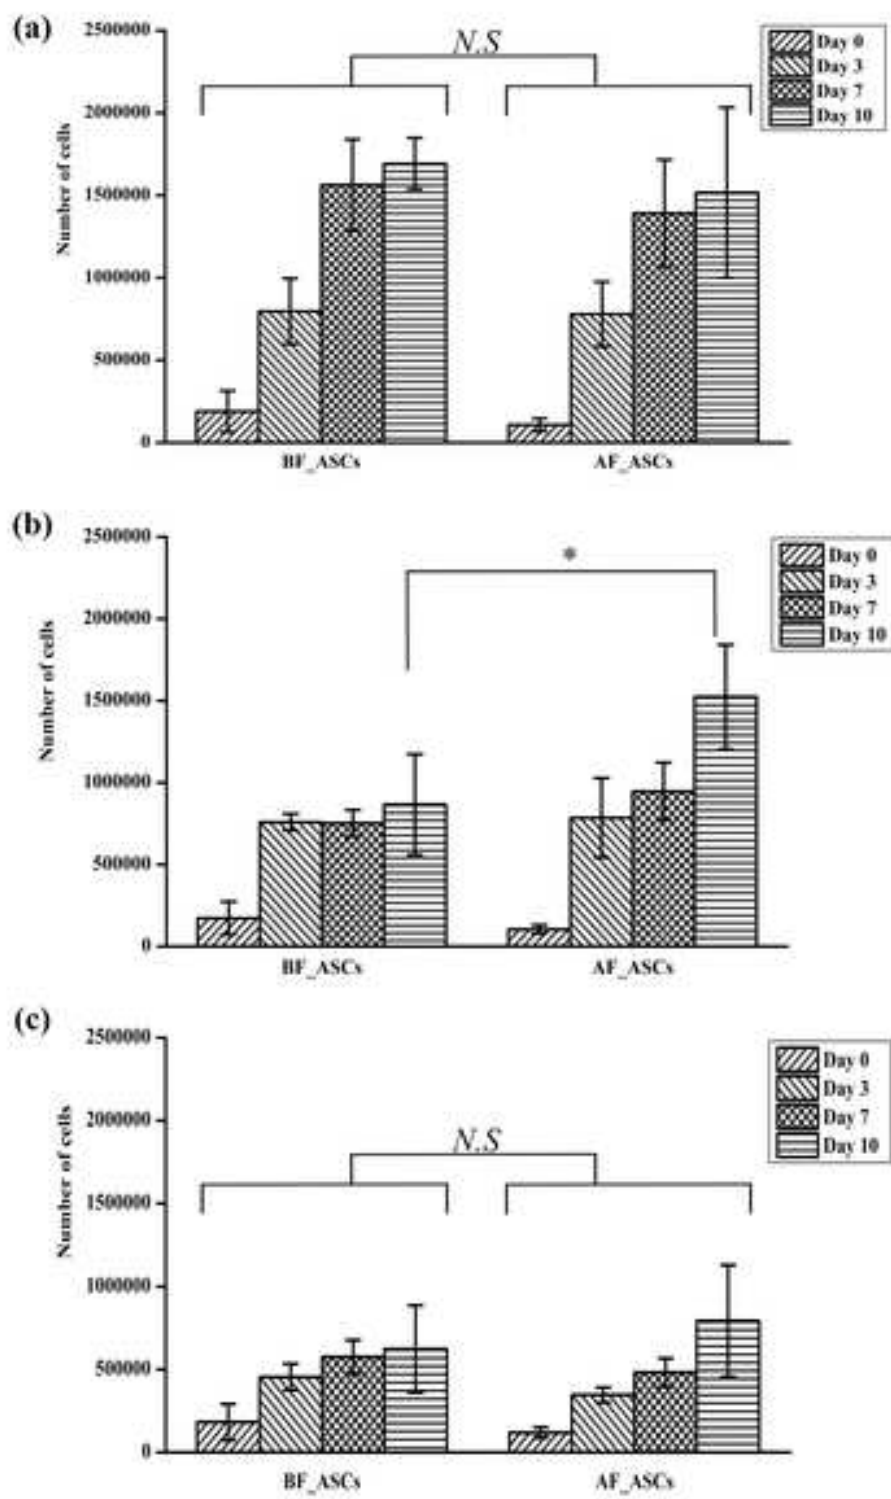 (a)
N.S
Day 0
Day 3
Day 7
Day 10
Number of cells
2500000
2000000
1500000
1000000
500000
0
BF_ASCs
AF_ASCs
(b)
*
Day 0
Day 3
Day 7
Day 10
Number of cells
2500000
2000000
1500000
1000000
500000
0
BF_ASCs
AF_ASCs
(c)
N.S
Day 0
Day 3
Day 7
Day 10
Number of cells
2500000
2000000
1500000
1000000
500000
0
BF_ASCs
AF_ASCs